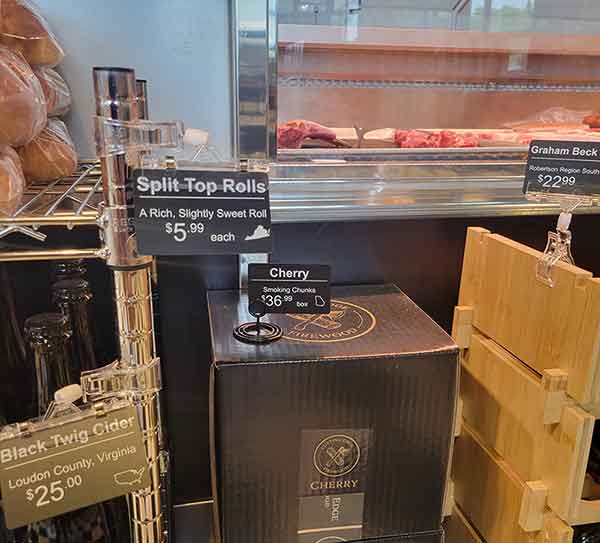 Split Top Rolls
A Rich, Slightly Sweet Roll
$5.99 each
Graham Beck
Robertson Region South
$22.99
Cherry
Smoking Chunks
$36.99 box
FIREWOOD
CHERRY
EDGE
Black Twig Cider
Loudon County, Virginia
$25.00